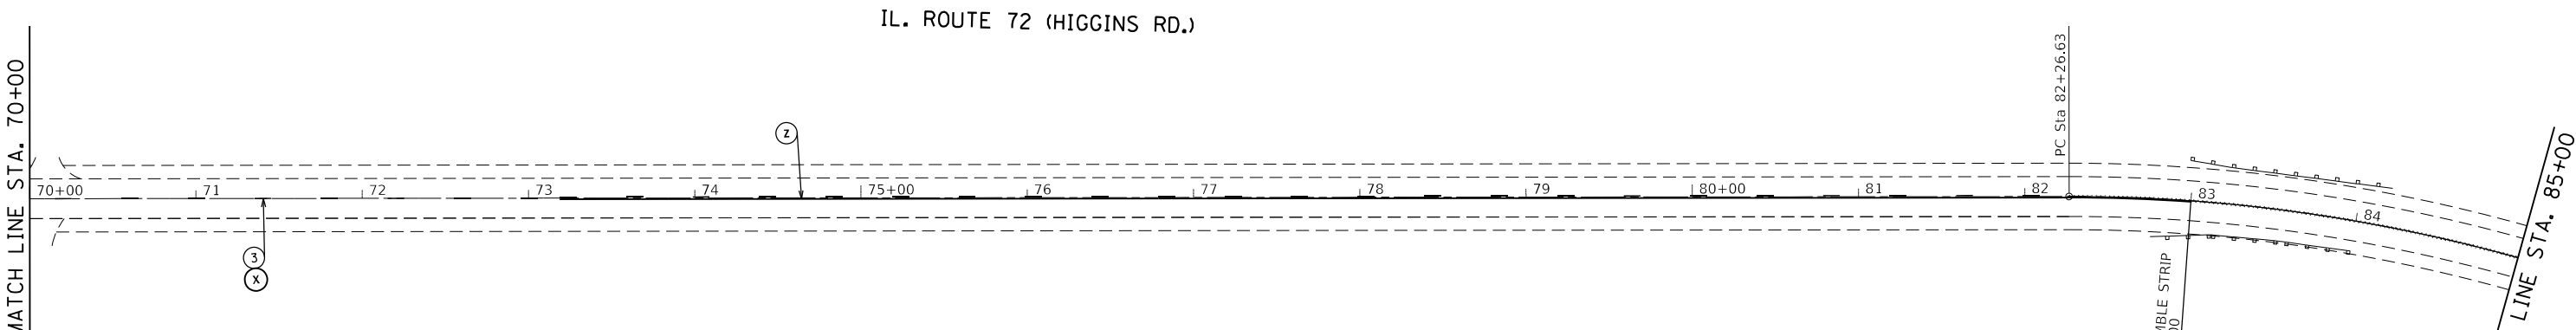 IL. ROUTE 72 (HIGGINS RD.)
MATCH LINE STA. 70+00
PC Sta 82+26.63
Z
70+00 71 72 73 74 75+00 76 77 78 79 80+00 81 82 83 84
3
X
LINE STA. 85+00
STRIP